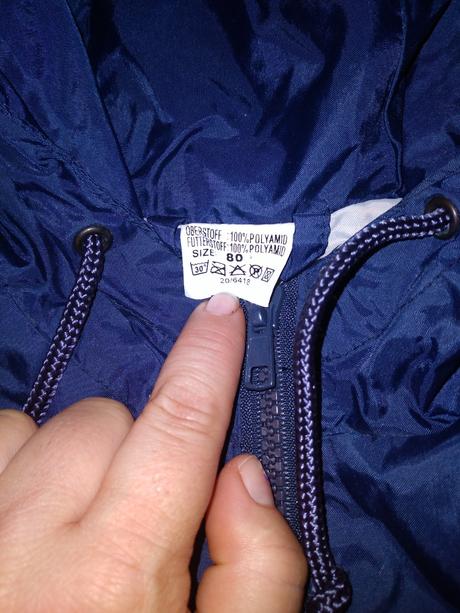 OBERSTOFF :100% POLYAMID
FUTTERSTOFF:100% POLYAMID
SIZE 80
30°
20/6418